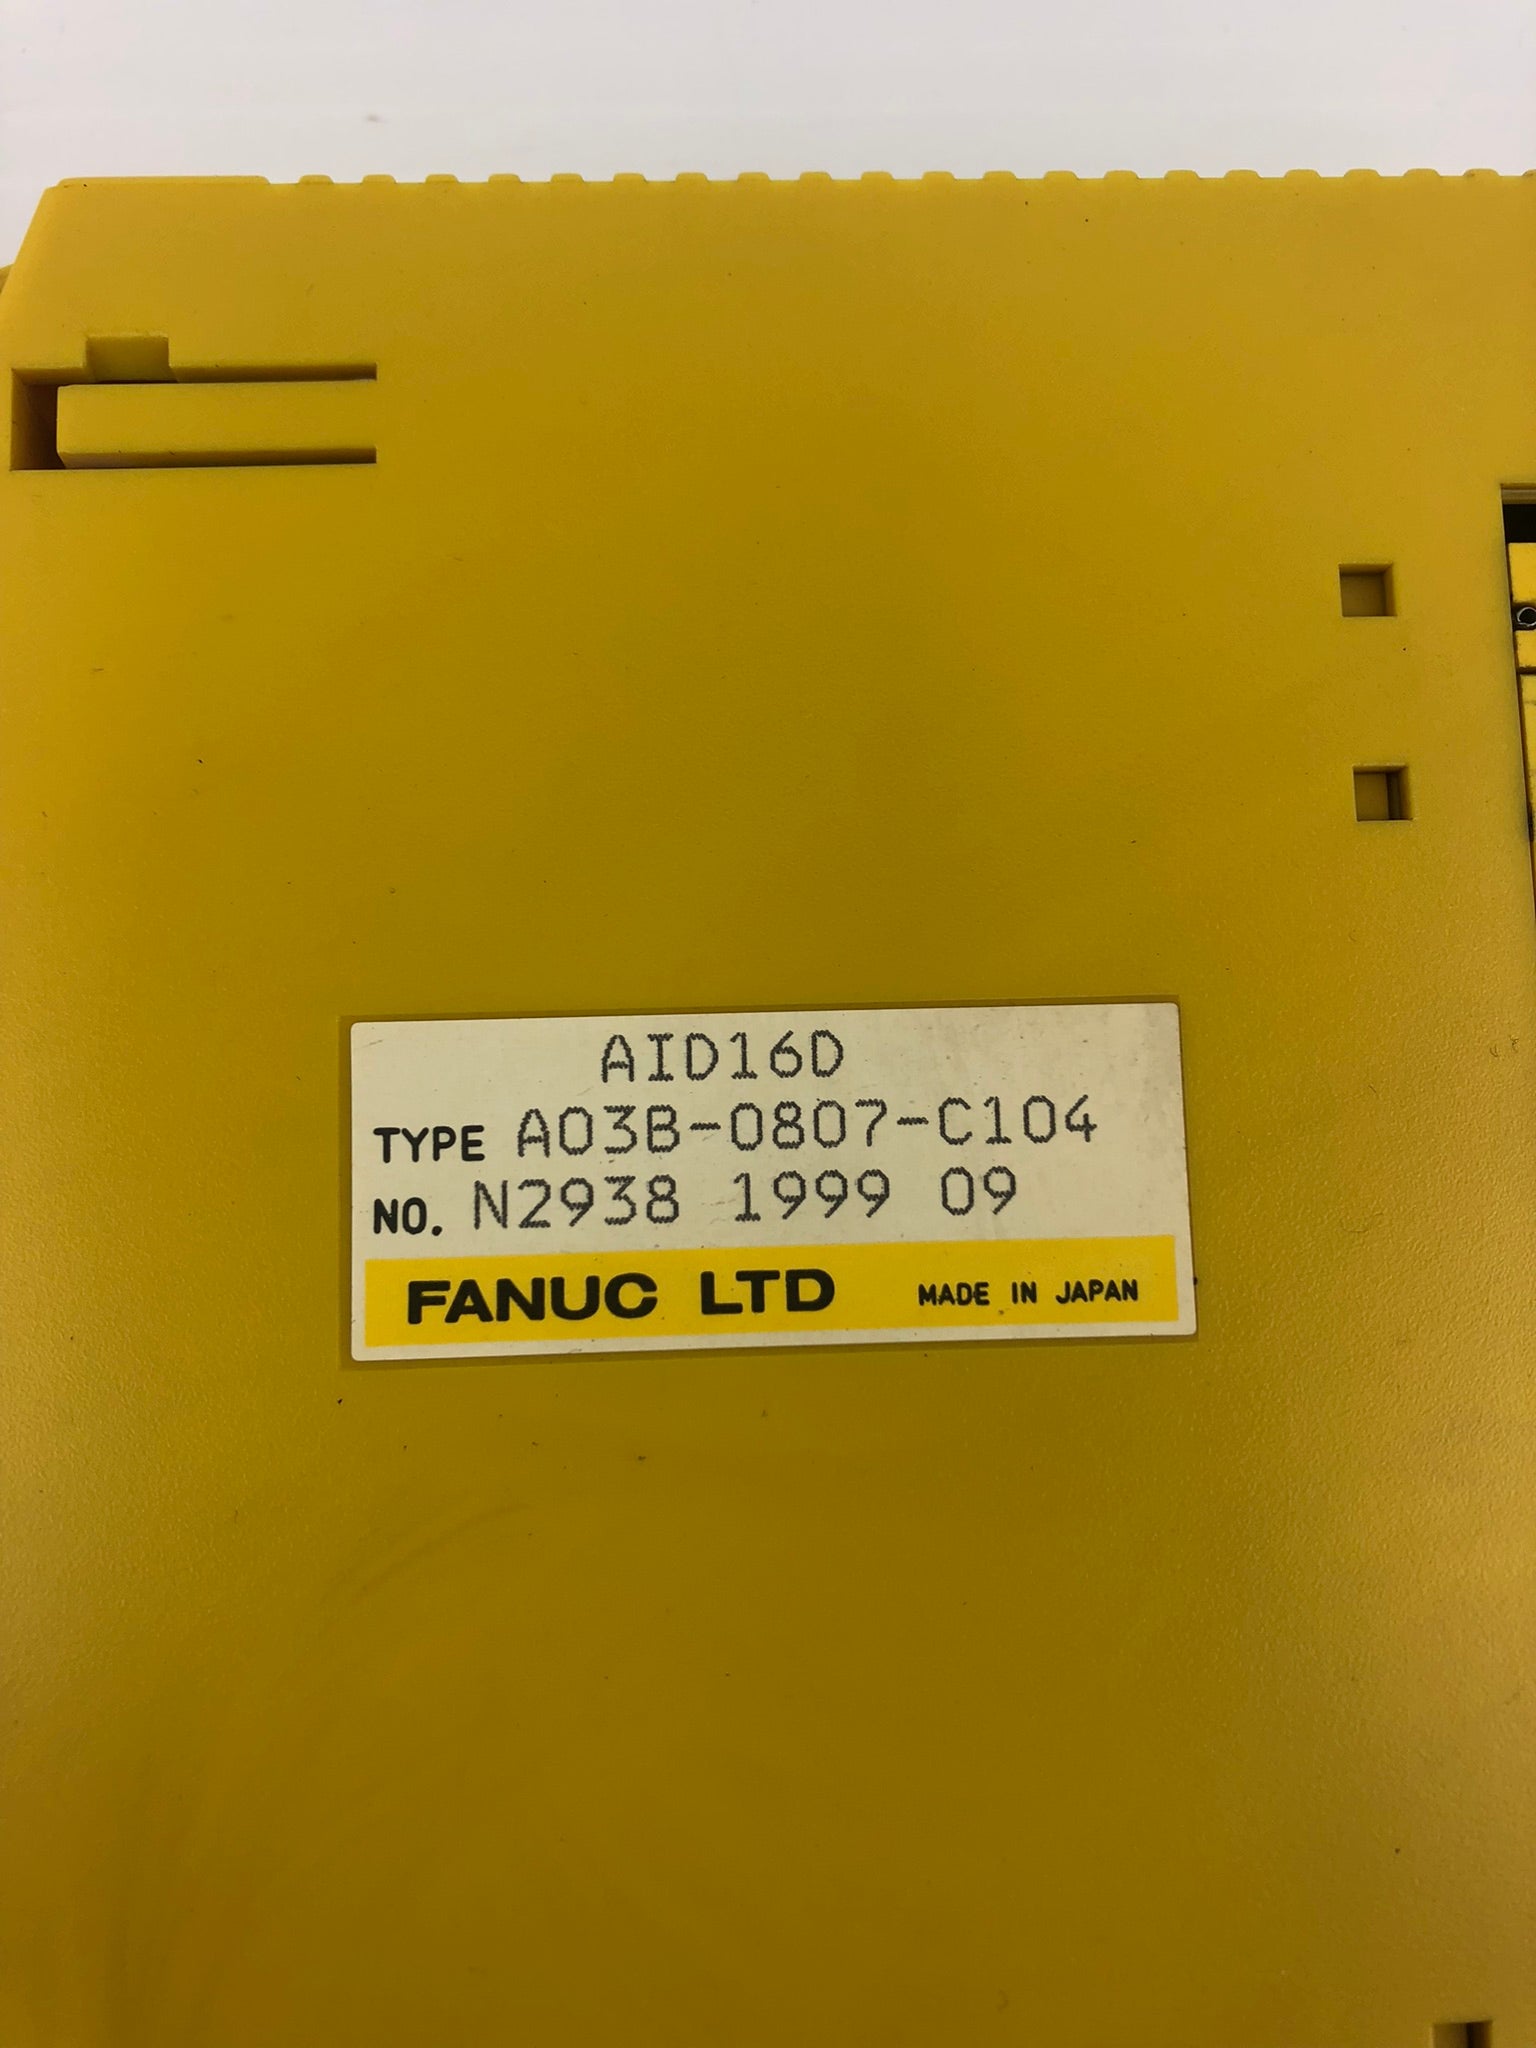 AID16D
TYPE A03B-0807-C104
NO. N2938 1999 09
FANUC LTD MADE IN JAPAN